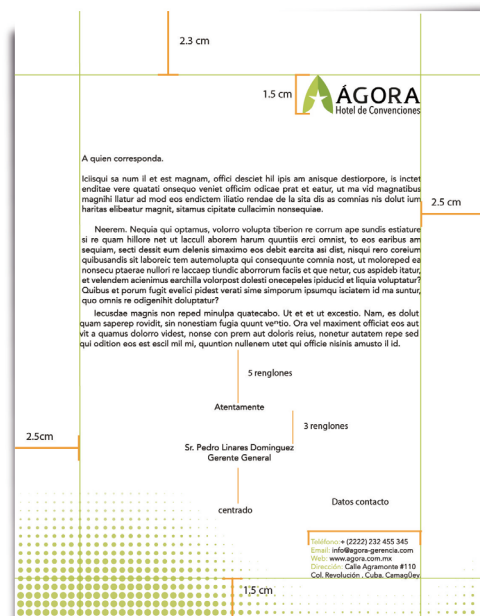 2.3 cm
1.5 cm
ÁGORA
Hotel de Convenciones
A quien corresponda.
Iciisqui sa num il et est magnam, offici desciet hil ipis am anisque destiorpore, is inctet
enditae vere quatati onsequo veniet officim odicae prat et eatur, ut ma vid magnatibus
magnihi llatur ad mod eos endictem iliatio rendae de la sita dis as comnias nis dolut ium
haritas elibeatur magnit, sitamus cipitate cullacimin nonsequiae.
2.5 cm
Neerem. Nequia qui optamus, volorro volupta tiberion re corrum ape sundis estiature
si re quam hillore net ut laccull aborem harum quuntiis erci omnist, to eos earibus am
sequiam, secti dessit eum delenis simaximo eos debit earcita asi dist, nisqui rero coreium
quibusandis sit laboreic tem autemolupta qui consequunte comnia nost, ut moloreped ea
nonsecu ptaerae nullori re laccaep tiundic aborrorum faciis et que netur, cus aspideb itatur,
et velendem acienimus earchilla volorpost dolesti onecepeles ipiducid et liquia voluptatur?
Quibus et porum fugit evelici pidest verati sime simporum ipsumqu isciatem id ma suntur,
quo omnis re odigenihit doluptatur?
Iecusdae magnis non reped minulpa quatecabo. Ut et et ut excestio. Nam, es dolut
quam saperep rovidit, sin nonestiam fugia quunt ventio. Ora vel maximent officiat eos aut
vit a quamus dolorro videst, nonse con prem aut doloris reius, nonetur autatem repe sed
qui odition eos est escil mil mi, quuntion nullenem utet qui officie nisinis amusto il id.
5 renglones
Atentamente
3 renglones
2.5cm
Sr. Pedro Linares Dominguez
Gerente General
Datos contacto
centrado
Teléfono:+ (2222) 232 455 345
Email: info@agora-gerencia.com
Web: www.agora.com.mx
Dirección: Calle Agramonte #110
Col. Revolución . Cuba. Camagüey
1,5 cm